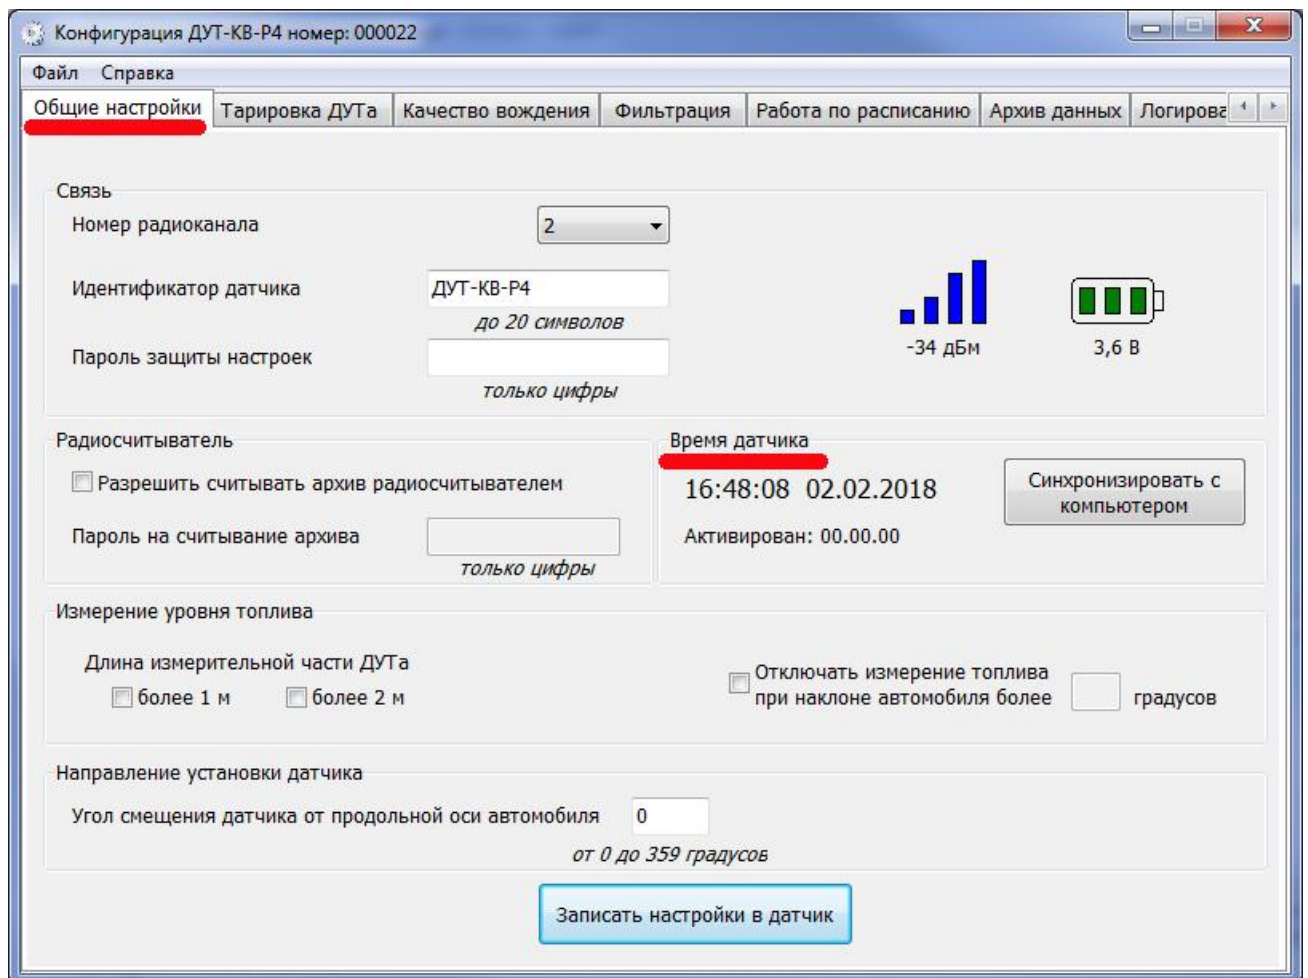 Конфигурация ДУТ-КВ-Р4 номер: 000022
Файл Справка
Общие настройки Тарировка ДУТа Качество вождения Фильтрация Работа по расписанию Архив данных Логирова
Связь
Номер радиоканала 2
Идентификатор датчика ДУТ-КВ-Р4
до 20 символов
-34 дБм 3,6 В
Пароль защиты настроек
только цифры
Радиосчитыватель
Разрешить считывать архив радиосчитывателем
Пароль на считывание архива
только цифры
Время датчика
16:48:08 02.02.2018
Активирован: 00.00.00
Синхронизировать с
компьютером
Измерение уровня топлива
Длина измерительной части ДУТа
более 1 м более 2 м
Отключать измерение топлива
при наклоне автомобиля более градусов
Направление установки датчика
Угол смещения датчика от продольной оси автомобиля 0
от 0 до 359 градусов
Записать настройки в датчик